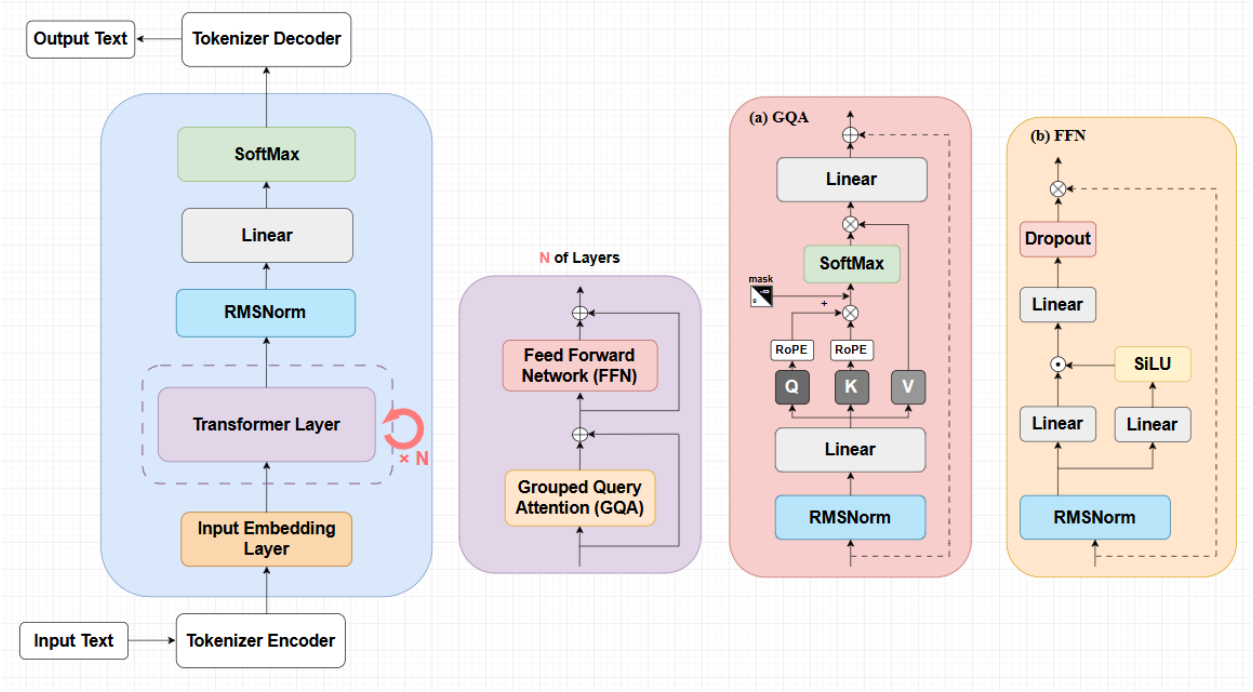 Output Text
Tokenizer Decoder
SoftMax
Linear
RMSNorm
Transformer Layer
× N
Input Embedding
Layer
Input Text
Tokenizer Encoder
N of Layers
Feed Forward
Network (FFN)
Grouped Query
Attention (GQA)
(a) GQA
Linear
SoftMax
mask
-∞
0
+
RoPE
RoPE
Q
K
V
Linear
RMSNorm
(b) FFN
Dropout
Linear
SiLU
Linear
Linear
RMSNorm